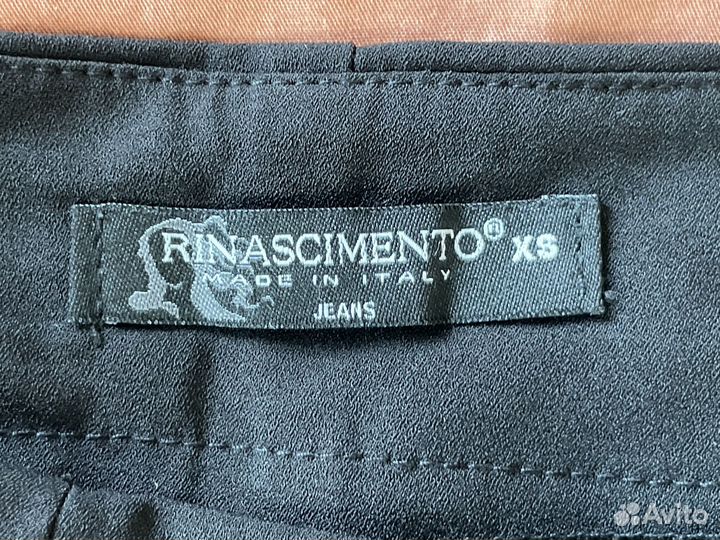 RINASCIMENTO® XS
MADE IN ITALY
JEANS
Avito